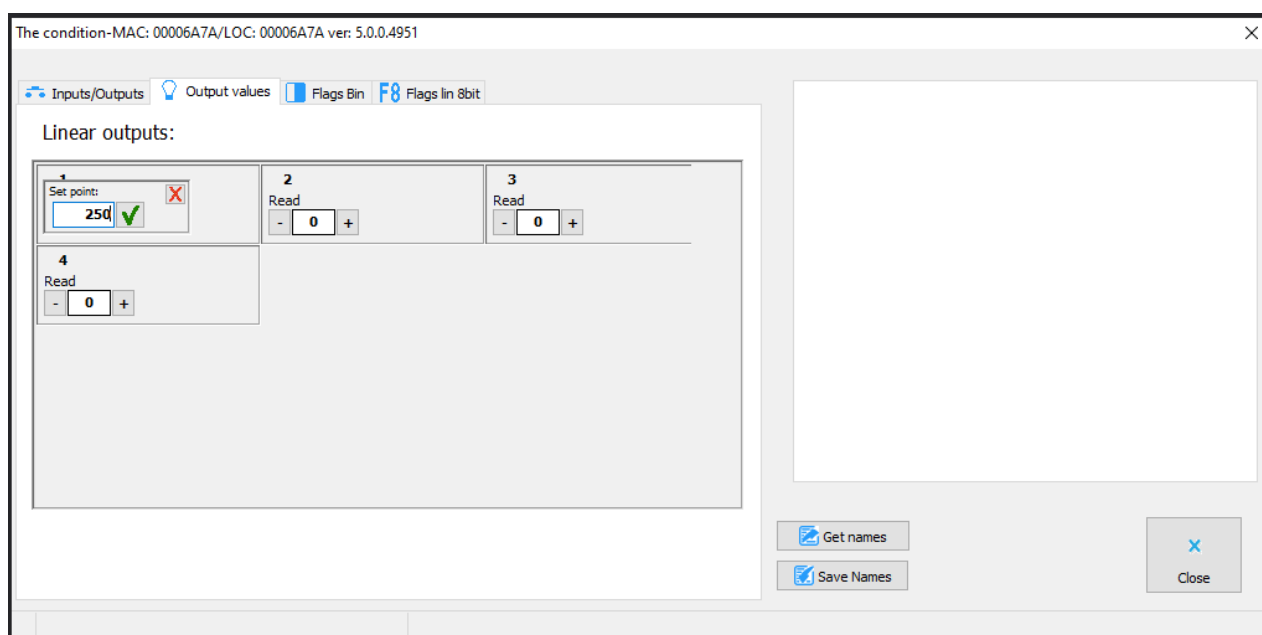 The condition-MAC: 00006A7A/LOC: 00006A7A ver: 5.0.0.4951
Inputs/Outputs Output values Flags Bin F8 Flags lin 8bit
Linear outputs:
1 2 3
Set point: Read Read
250 - 0 + - 0 +
4
Read
- 0 +
Get names
Save Names
Close